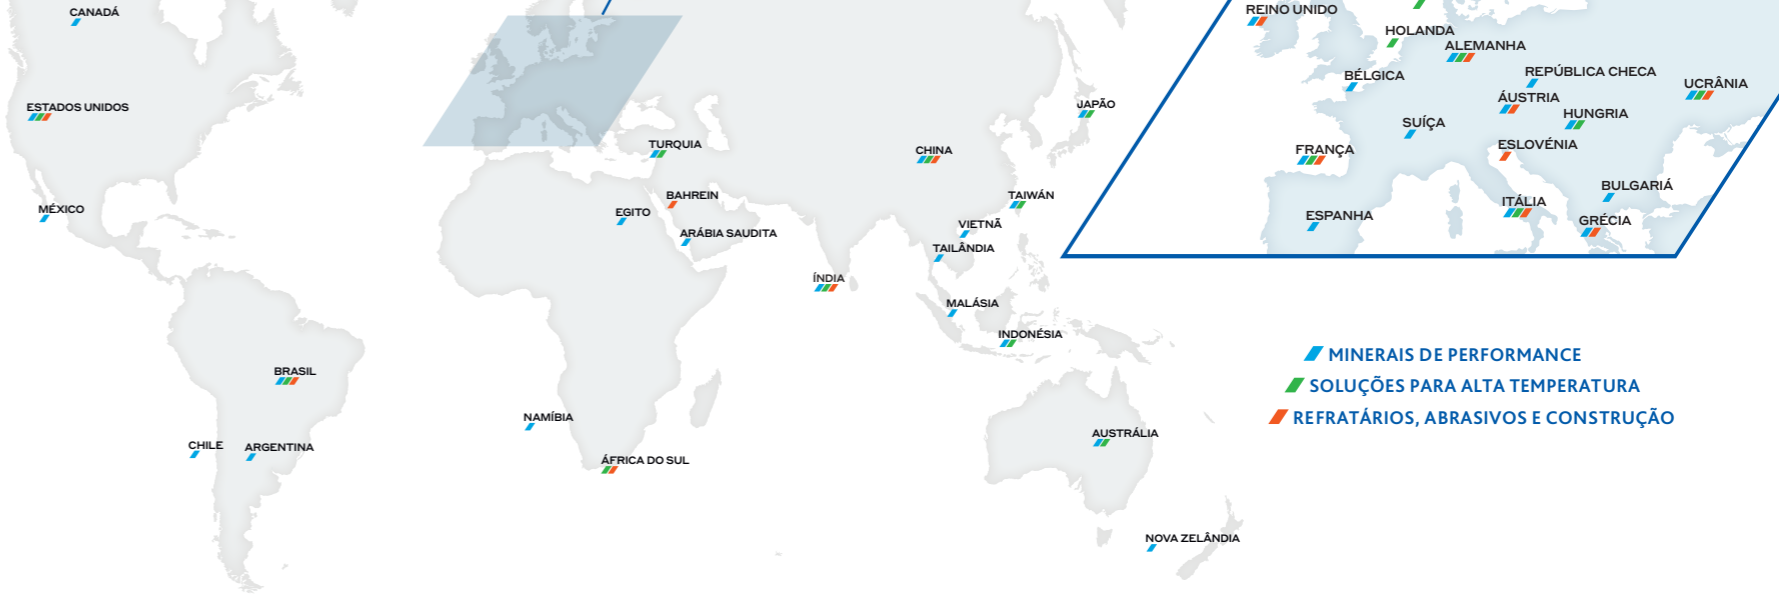 CANADÁ
ESTADOS UNIDOS
MÉXICO
BRASIL
CHILE
ARGENTINA
TURQUIA
BAHREIN
EGITO
ARÁBIA SAUDITA
NAMÍBIA
ÁFRICA DO SUL
ÍNDIA
CHINA
JAPÃO
TAIWÁN
VIETNÃ
TAILÂNDIA
MALÁSIA
INDONÉSIA
AUSTRÁLIA
NOVA ZELÂNDIA
REINO UNIDO
HOLANDA
ALEMANHA
BÉLGICA
REPÚBLICA CHECA
UCRÂNIA
ÁUSTRIA
HUNGRIA
SUÍÇA
ESLOVÉNIA
FRANÇA
BULGARIÁ
ITÁLIA
ESPANHA
GRÉCIA
MINERAIS DE PERFORMANCE
SOLUÇÕES PARA ALTA TEMPERATURA
REFRATÁRIOS, ABRASIVOS E CONSTRUÇÃO